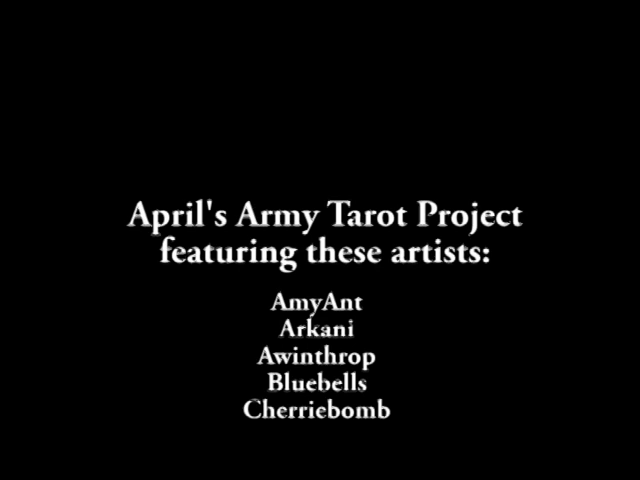 April's Army Tarot Project
featuring these artists:
AmyAnt
Arkani
Awinthrop
Bluebells
Cherriebomb